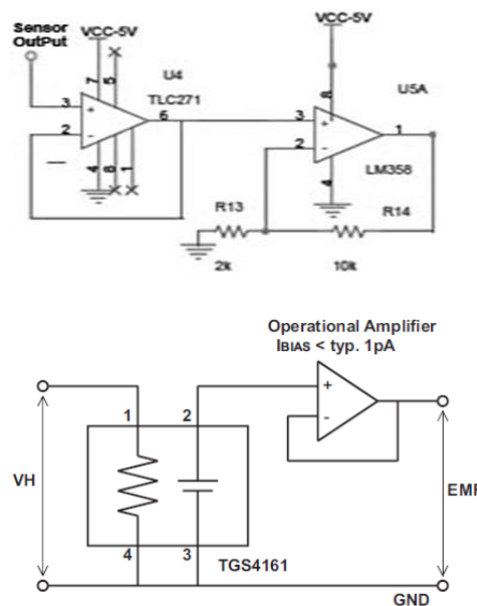 Sensor
OutPut
VCC-5V
VCC-5V
7
5
U4
TLC271
3
+
6
2
-
4
8
1
8
U5A
3
+
1
2
-
LM358
4
R13
R14
2k
10k
Operational Amplifier
IBIAS < typ. 1pA
+
-
1
2
VH
EMF
4
3
TGS4161
GND